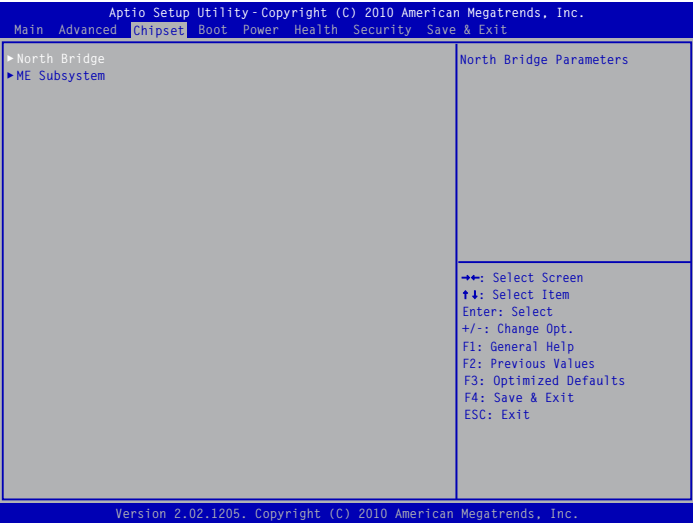 Aptio Setup Utility - Copyright (C) 2010 American Megatrends, Inc.
Main Advanced Chipset Boot Power Health Security Save & Exit
►North Bridge
►ME Subsystem
North Bridge Parameters
→←: Select Screen
↑↓: Select Item
Enter: Select
+/-: Change Opt.
F1: General Help
F2: Previous Values
F3: Optimized Defaults
F4: Save & Exit
ESC: Exit
Version 2.02.1205. Copyright (C) 2010 American Megatrends, Inc.